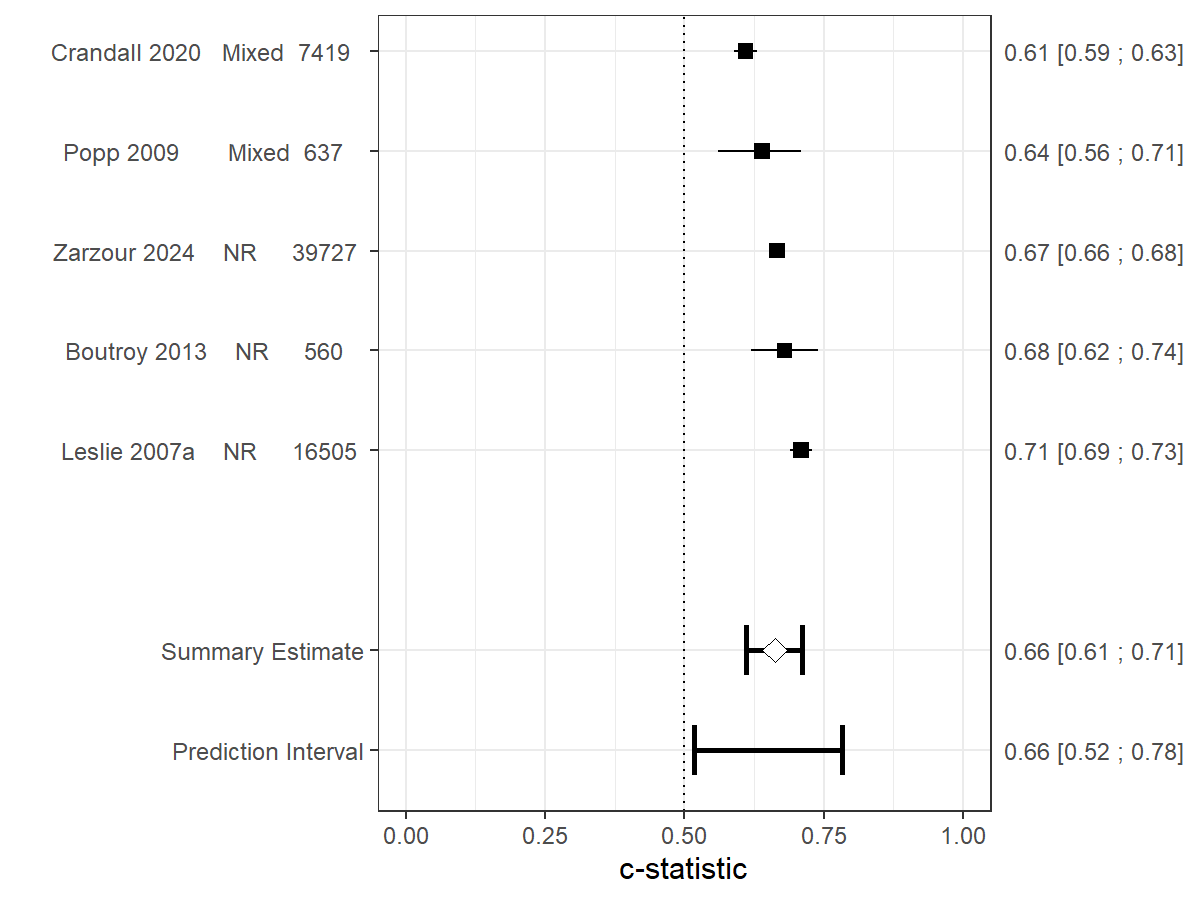 Crandall 2020 Mixed 7419 0.61 [0.59 ; 0.63]
Popp 2009 Mixed 637 0.64 [0.56 ; 0.71]
Zarzour 2024 NR 39727 0.67 [0.66 ; 0.68]
Boutroy 2013 NR 560 0.68 [0.62 ; 0.74]
Leslie 2007a NR 16505 0.71 [0.69 ; 0.73]
Summary Estimate 0.66 [0.61 ; 0.71]
Prediction Interval 0.66 [0.52 ; 0.78]
0.00 0.25 0.50 0.75 1.00
c-statistic